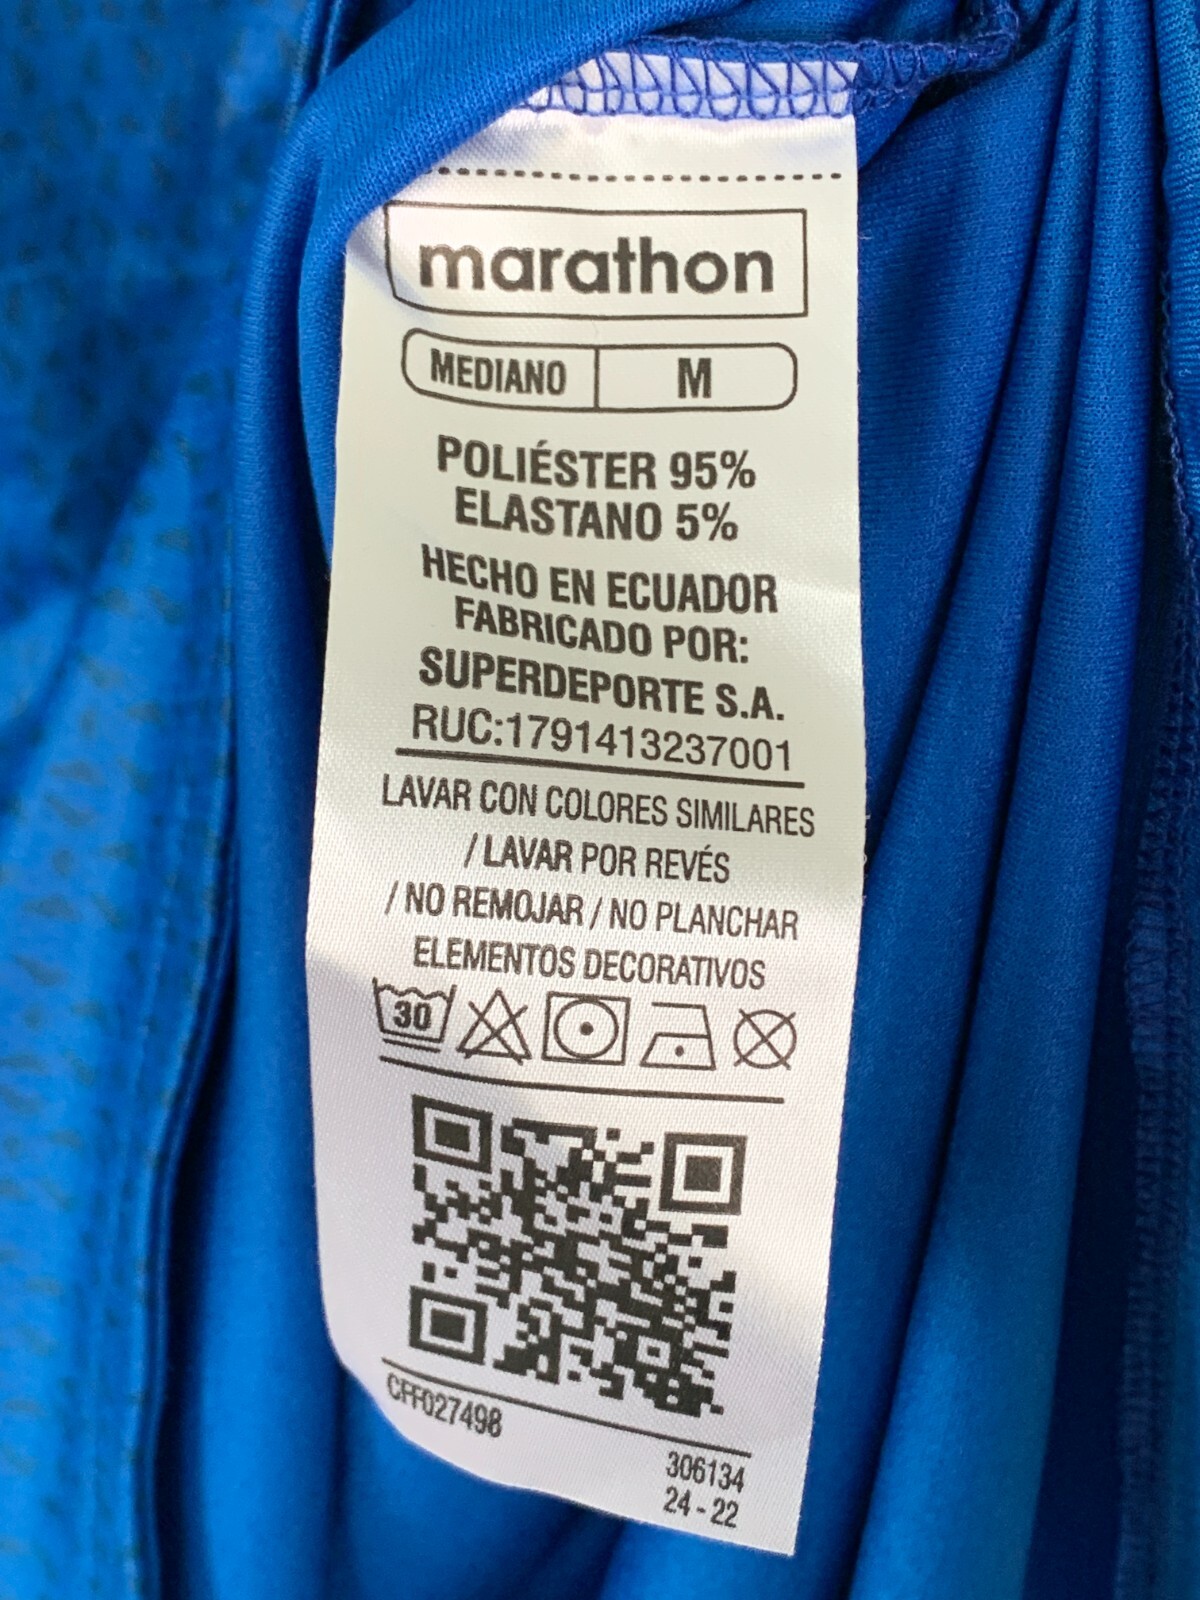 marathon
MEDIANO M
POLIÉSTER 95%
ELASTANO 5%
HECHO EN ECUADOR
FABRICADO POR:
SUPERDEPORTE S.A.
RUC:1791413237001
LAVAR CON COLORES SIMILARES
/ LAVAR POR REVÉS
/ NO REMOJAR / NO PLANCHAR
ELEMENTOS DECORATIVOS
30
CFF027498
306134
24 - 22